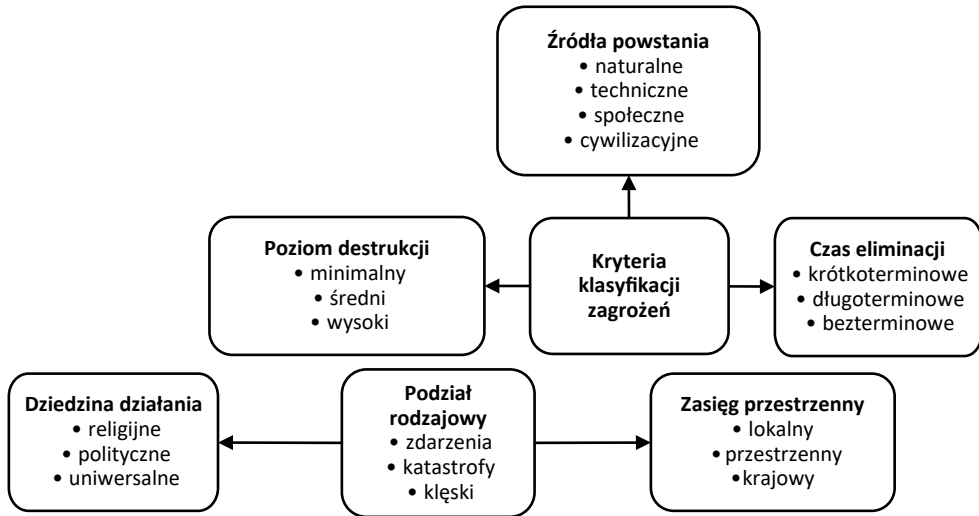 Źródła powstania
• naturalne
• techniczne
• społeczne
• cywilizacyjne
Poziom destrukcji
• minimalny
• średni
• wysoki
Kryteria
klasyfikacji
zagrożeń
Czas eliminacji
• krótkoterminowe
• długoterminowe
• bezterminowe
Dziedzina działania
• religijne
• polityczne
• uniwersalne
Podział
rodzajowy
• zdarzenia
• katastrofy
• klęski
Zasięg przestrzenny
• lokalny
• przestrzenny
•krajowy